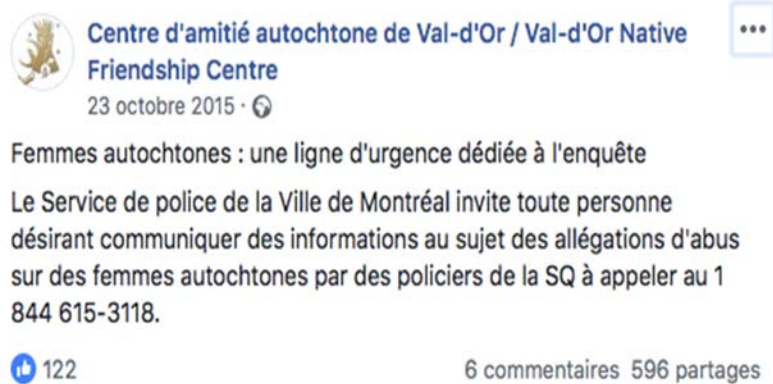 Centre d'amitié autochtone de Val-d'Or / Val-d'Or Native
Friendship Centre
23 octobre 2015 ·
Femmes autochtones : une ligne d'urgence dédiée à l'enquête
Le Service de police de la Ville de Montréal invite toute personne
désirant communiquer des informations au sujet des allégations d'abus
sur des femmes autochtones par des policiers de la SQ à appeler au 1
844 615-3118.
122
6 commentaires 596 partages